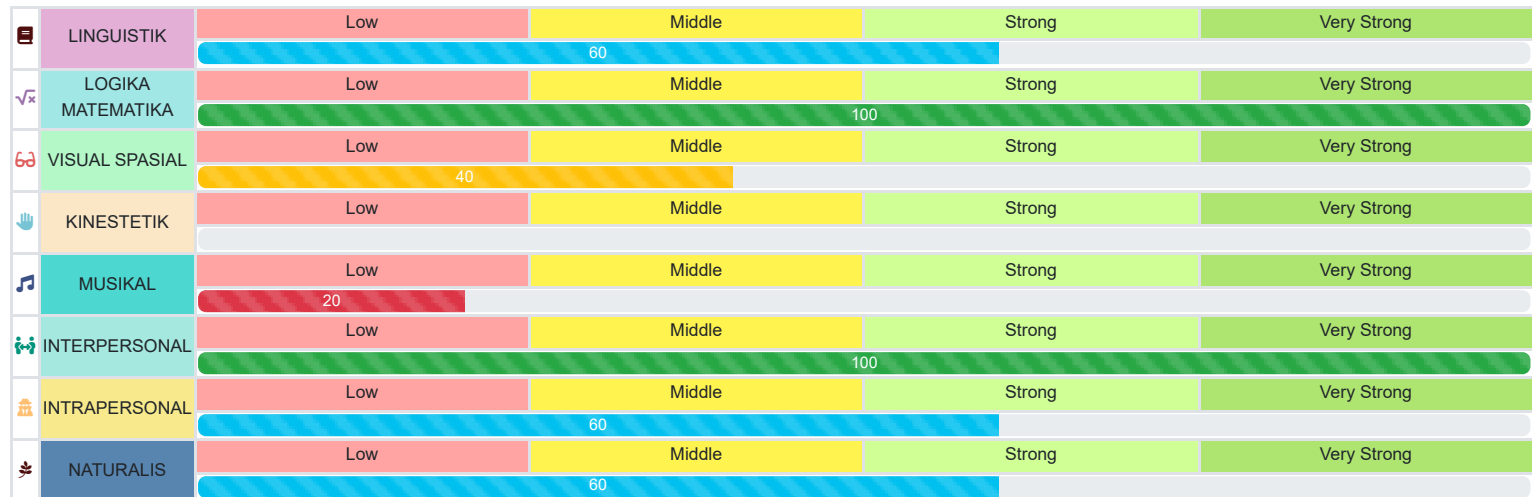 LINGUISTIK
Low Middle Strong Very Strong
60
LOGIKA
MATEMATIKA
Low Middle Strong Very Strong
100
VISUAL SPASIAL
Low Middle Strong Very Strong
40
KINESTETIK
Low Middle Strong Very Strong
MUSIKAL
Low Middle Strong Very Strong
20
INTERPERSONAL
Low Middle Strong Very Strong
100
INTRAPERSONAL
Low Middle Strong Very Strong
60
NATURALIS
Low Middle Strong Very Strong
60